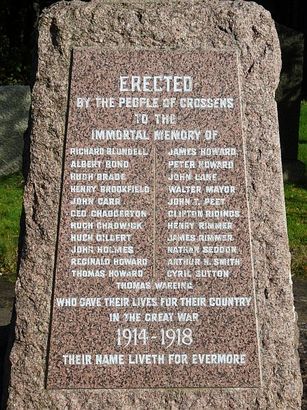 ERECTED
BY THE PEOPLE OF CROSSENS
TO THE
IMMORTAL MEMORY OF
RICHARD BLUNDELL JAMES HOWARD
ALBERT BOND PETER HOWARD
HUGH BRADE JOHN LANE
HENRY BROOKFIELD WALTER MAYOR
JOHN CARR JOHN T. PEET
GEO CHADDERTON CLIFTON RIDINGS
HUGH CHADWICK HENRY RIMMER
HUGH GILBERT JAMES RIMMER
JOHN HOLMES NATHAN SEDDON
REGINALD HOWARD ARTHUR H. SMITH
THOMAS HOWARD CYRIL SUTTON
THOMAS WAREING
WHO GAVE THEIR LIVES FOR THEIR COUNTRY
IN THE GREAT WAR
1914-1918
THEIR NAME LIVETH FOR EVERMORE